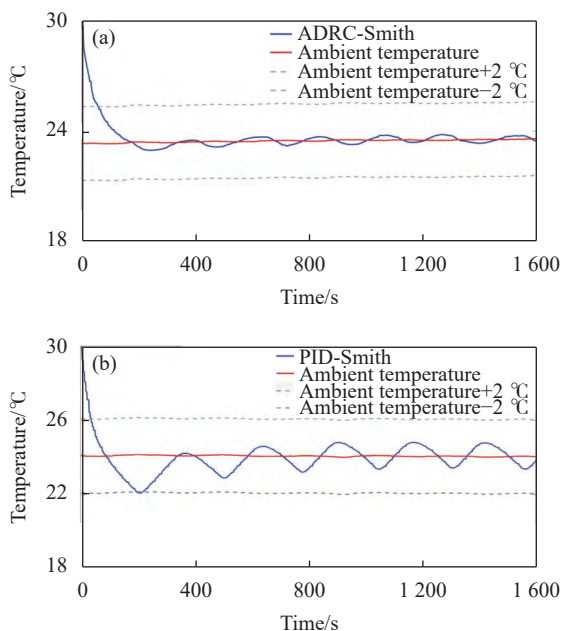 30
(a)
ADRC-Smith
Ambient temperature
Ambient temperature+2 ℃
Ambient temperature−2 ℃
Temperature/℃
24
18
0
400
800
1 200
1 600
Time/s
30
(b)
PID-Smith
Ambient temperature
Ambient temperature+2 ℃
Ambient temperature−2 ℃
Temperature/℃
26
22
18
0
400
800
1 200
1 600
Time/s